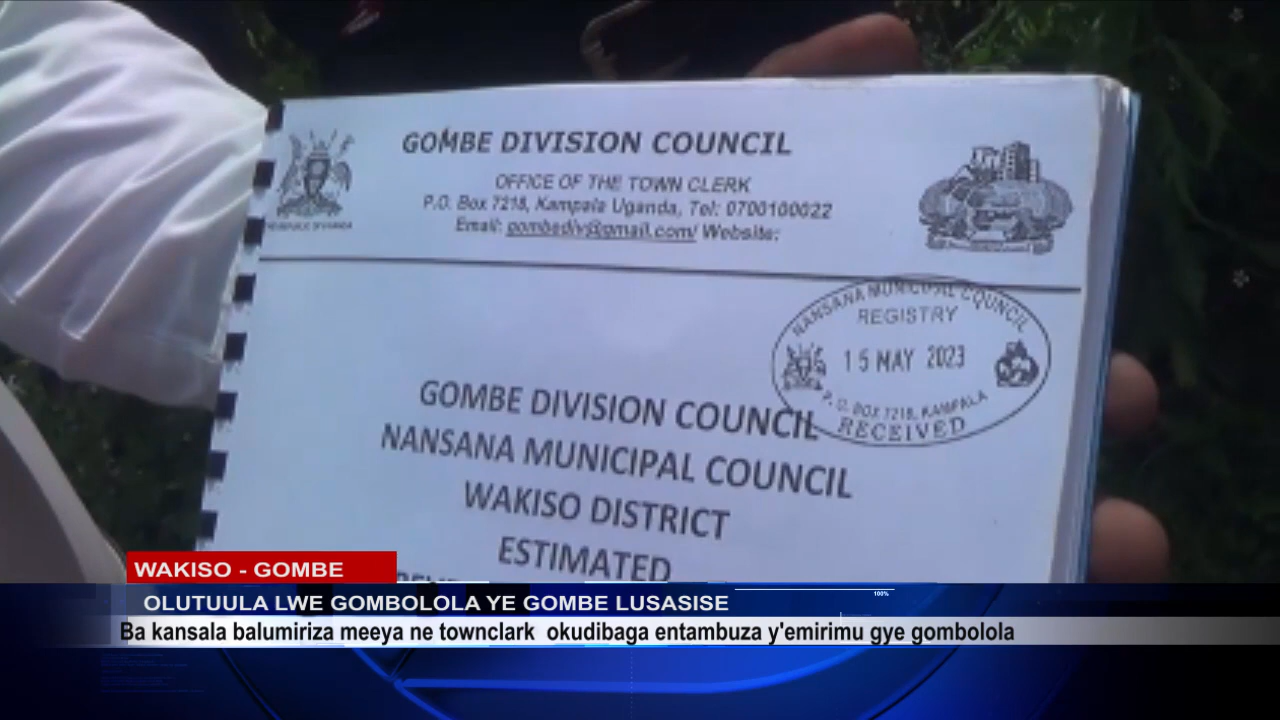 GOMBE DIVISION COUNCIL
OFFICE OF THE TOWN CLERK
P.O. Box 7218, Kampala Uganda, Tel: 0700100022
Email: gombediv@gmail.com/ Website:
NANSANA MUNICIPAL COUNCIL
REGISTRY
15 MAY 2023
P. O. BOX 7218, KAMPALA
RECEIVED
GOMBE DIVISION COUNCIL
NANSANA MUNICIPAL COUNCIL
WAKISO DISTRICT
ESTIMATED
WAKISO - GOMBE
OLUTUULA LWE GOMBOLOLA YE GOMBE LUSASISE
100%
Ba kansala balumiriza meeya ne townclark okudibaga entambuza y'emirimu gye gombolola